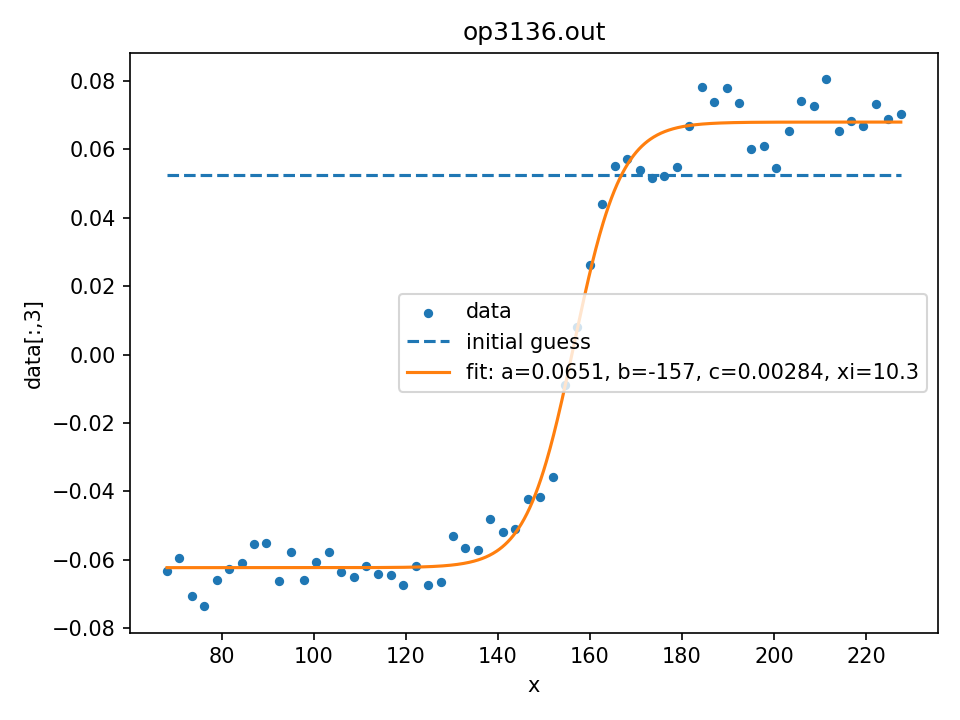 op3136.out
0.08
0.06
0.04
0.02
0.00
−0.02
−0.04
−0.06
−0.08
data[:,3]
data
initial guess
fit: a=0.0651, b=-157, c=0.00284, xi=10.3
80 100 120 140 160 180 200 220
x